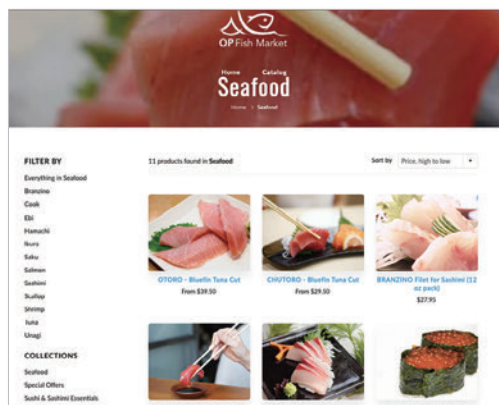 OPFish Market
Home Catalog
Seafood
Home > Seafood
FILTER BY
Everything in Seafood
Branzino
Cook
Ebi
Hamachi
Ikura
Saku
Salmon
Sashimi
Scallop
Shrimp
Tuna
Unagi
COLLECTIONS
Seafood
Special Offers
Sushi & Sashimi Essentials
11 products found in Seafood
Sort by Price, high to low
OTORO - Bluefin Tuna Cut
From $39.50
CHUTORO - Bluefin Tuna Cut
From $29.50
BRANZINO Filet for Sashimi (12
oz pack)
$27.95